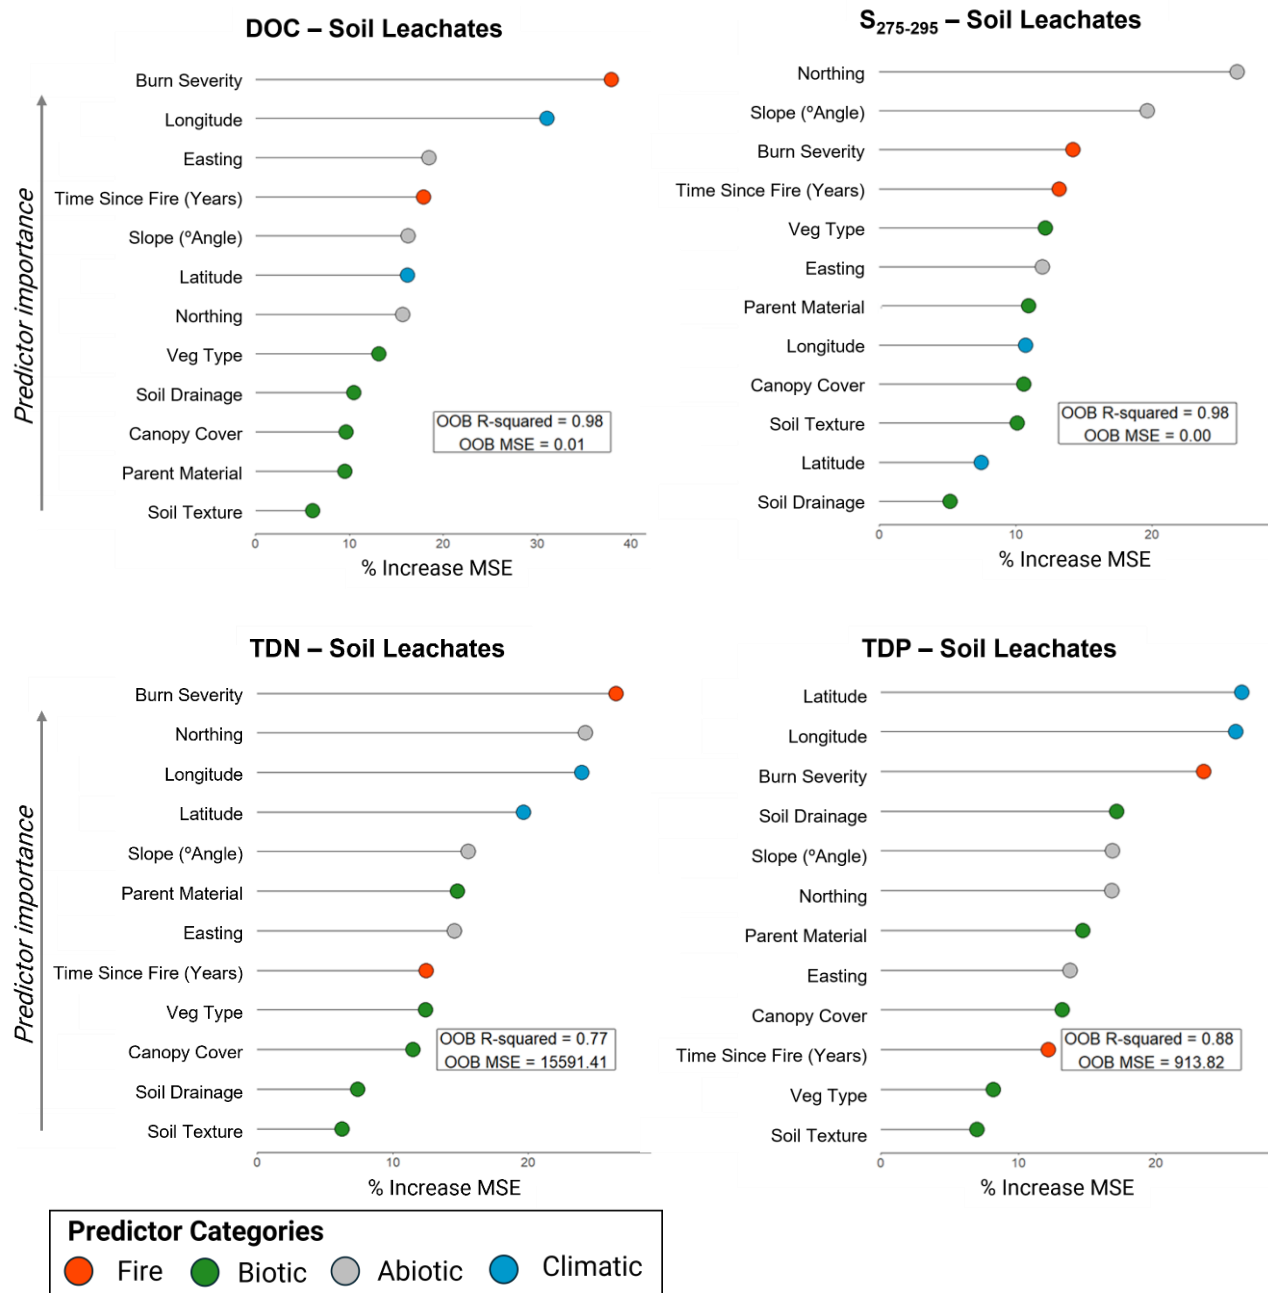 DOC – Soil Leachates
Burn Severity
Longitude
Easting
Time Since Fire (Years)
Slope (ºAngle)
Latitude
Northing
Veg Type
Soil Drainage
Canopy Cover
Parent Material
Soil Texture
Predictor importance
OOB R-squared = 0.98
OOB MSE = 0.01
0 10 20 30 40
% Increase MSE
S275-295 – Soil Leachates
Northing
Slope (ºAngle)
Burn Severity
Time Since Fire (Years)
Veg Type
Easting
Parent Material
Longitude
Canopy Cover
Soil Texture
Latitude
Soil Drainage
OOB R-squared = 0.98
OOB MSE = 0.00
0 10 20
% Increase MSE
TDN – Soil Leachates
Burn Severity
Northing
Longitude
Latitude
Slope (ºAngle)
Parent Material
Easting
Time Since Fire (Years)
Veg Type
Canopy Cover
Soil Drainage
Soil Texture
Predictor importance
OOB R-squared = 0.77
OOB MSE = 15591.41
0 10 20
% Increase MSE
TDP – Soil Leachates
Latitude
Longitude
Burn Severity
Soil Drainage
Slope (ºAngle)
Northing
Parent Material
Easting
Canopy Cover
Time Since Fire (Years)
Veg Type
Soil Texture
OOB R-squared = 0.88
OOB MSE = 913.82
0 10 20
% Increase MSE
Predictor Categories
Fire Biotic Abiotic Climatic